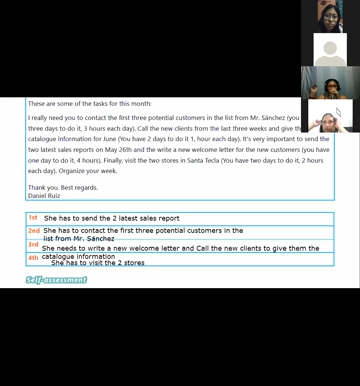 These are some of the tasks for this month:
I really need you to contact the first three potential customers in the list from Mr. Sánchez (you
three days to do it, 3 hours each day). Call the new clients from the last three weeks and give th
catalogue information for June (You have 2 days to do it 1, hour each day). It's very important to send the
two latest sales reports on May 26th and the write a new welcome letter for the new customers (you have
one day to do it, 4 hours). Finally, visit the two stores in Santa Tecla (You have two days to do it, 2 hours
each day). Organize your week.
Thank you. Best regards.
Daniel Ruiz
1st She has to send the 2 latest sales report
2nd She has to contact the first three potential customers in the
list from Mr. Sánchez
3rd She needs to write a new welcome letter and Call the new clients to give them the
catalogue information
4th She has to visit the 2 stores
Self-assessment